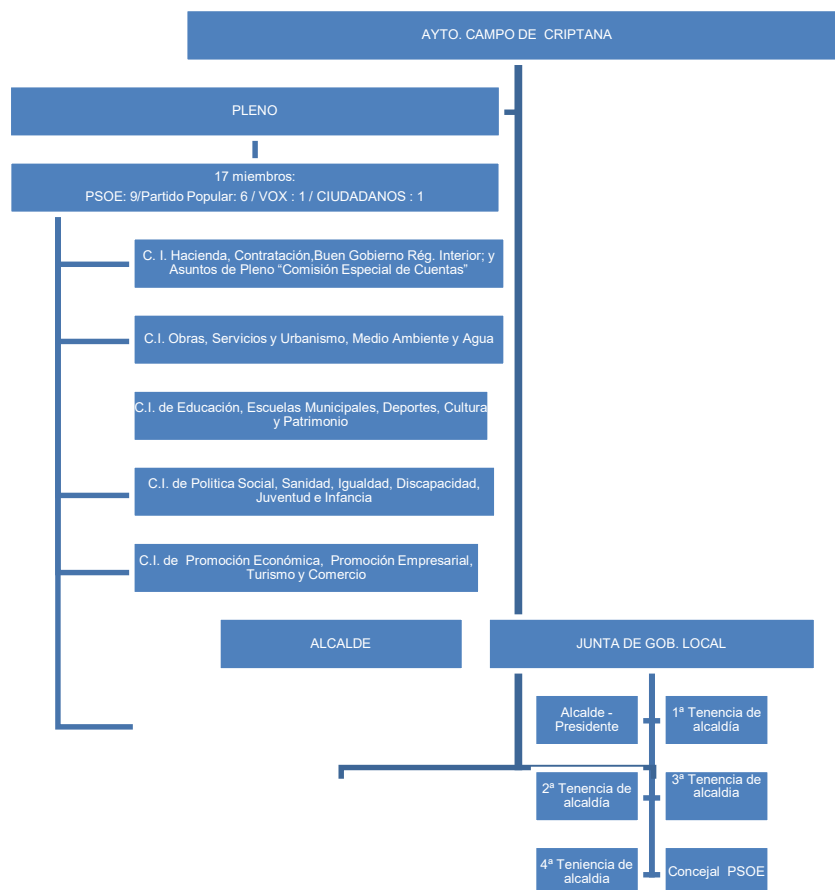 AYTO. CAMPO DE CRIPTANA
PLENO
17 miembros:
PSOE: 9/Partido Popular: 6 / VOX : 1 / CIUDADANOS : 1
C. I. Hacienda, Contratación,Buen Gobierno Rég. Interior; y
Asuntos de Pleno “Comisión Especial de Cuentas”
C.I. Obras, Servicios y Urbanismo, Medio Ambiente y Agua
C.I. de Educación, Escuelas Municipales, Deportes, Cultura
y Patrimonio
C.I. de Politica Social, Sanidad, Igualdad, Discapacidad,
Juventud e Infancia
C.I. de Promoción Económica, Promoción Empresarial,
Turismo y Comercio
ALCALDE
JUNTA DE GOB. LOCAL
Alcalde -
Presidente
1ª Tenencia de
alcaldía
2ª Tenencia de
alcaldía
3ª Tenencia de
alcaldia
4ª Teniencia de
alcaldia
Concejal PSOE